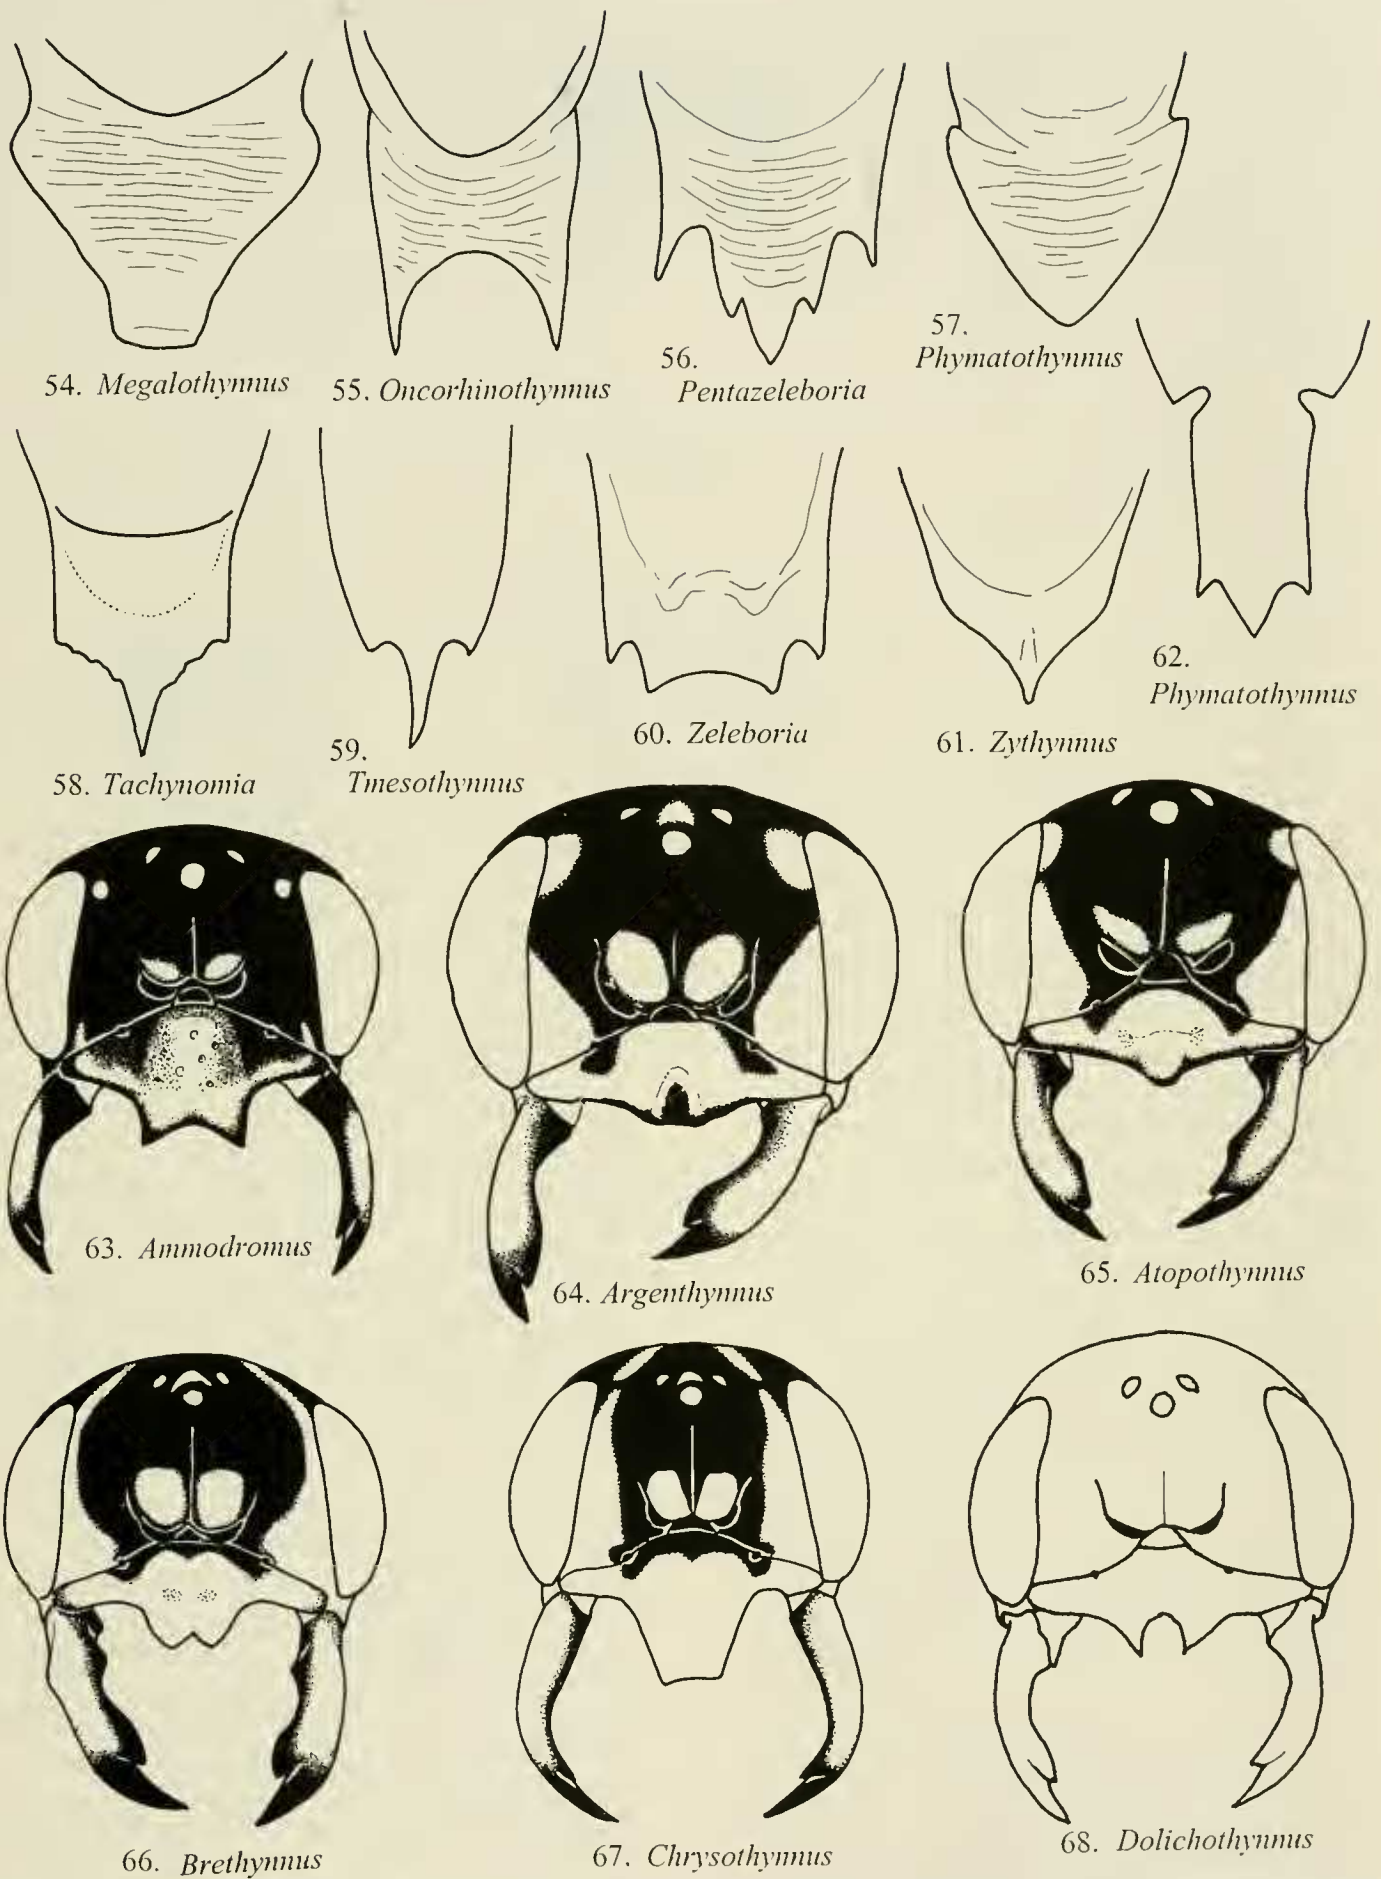 54. Megalothynnus
55. Oncorhinothynnus
56.
Pentazeleboria
57.
Phymatothynnus
58. Tachynomia
59.
Tmesothynnus
60. Zeleboria
61. Zythynnus
62.
Phymatothynnus
63. Ammodromus
64. Argenthynnus
65. Atopothynnus
66. Brethynnus
67. Chrysothynnus
68. Dolichothynnus